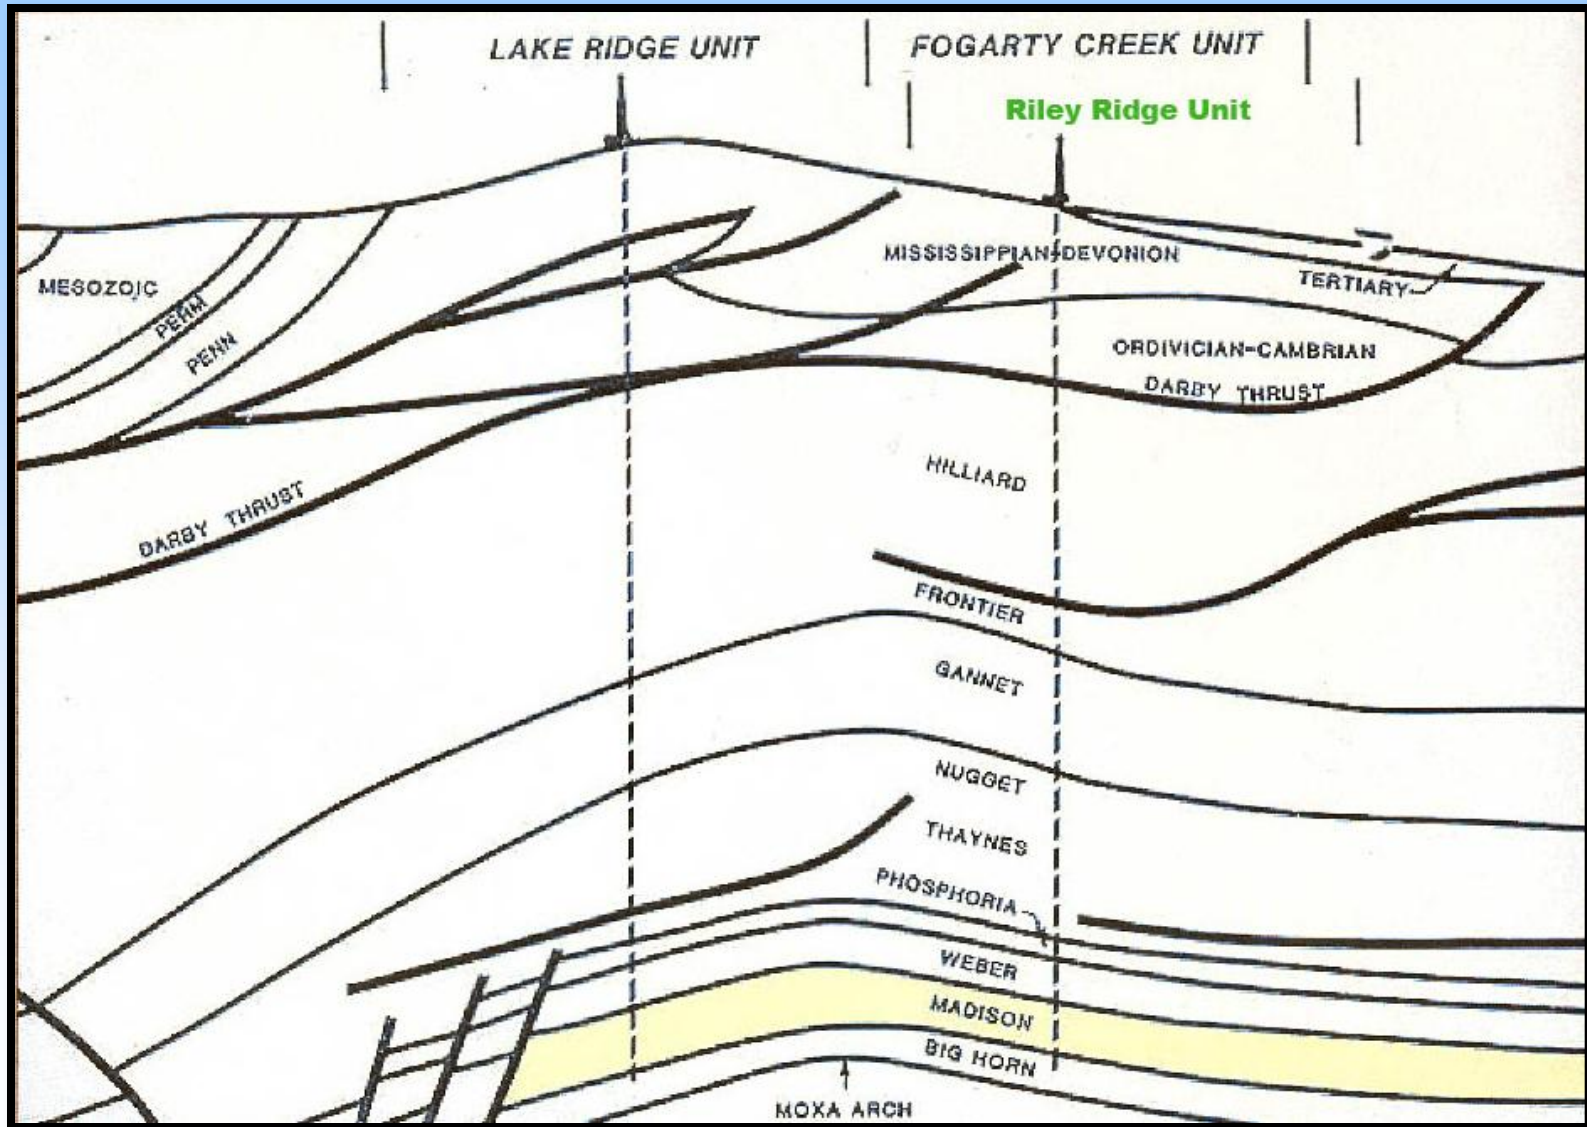 LAKE RIDGE UNIT
FOGARTY CREEK UNIT
Riley Ridge Unit
MISSISSIPPIAN-DEVONION
TERTIARY
MESOZOIC
PERM
PENN
ORDIVICIAN-CAMBRIAN
DARBY THRUST
HILLIARD
DARBY THRUST
FRONTIER
GANNET
NUGGET
THAYNES
PHOSPHORIA
WEBER
MADISON
BIG HORN
MOXA ARCH